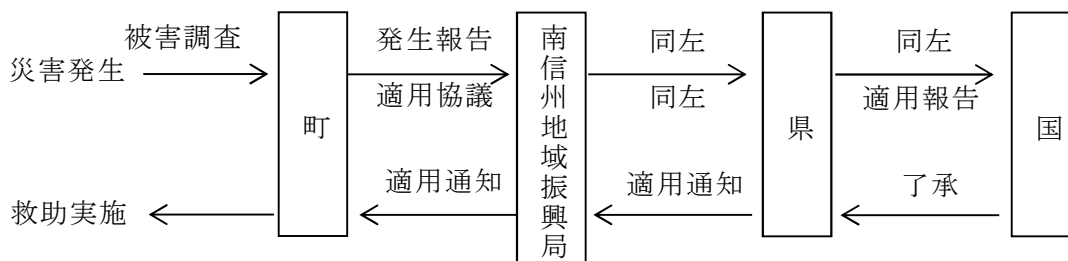 被害調査
発生報告
同左
同左
災害発生
適用協議
同左
適用報告
町
南信州地域振興局
県
国
適用通知
適用通知
了承
救助実施